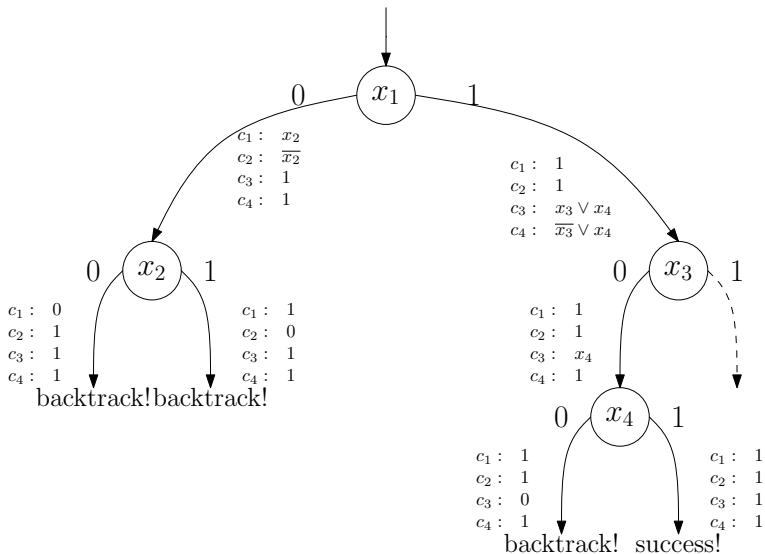 x₁
0
1
c₁ : x₂
c₂ : x̅₂
c₃ : 1
c₄ : 1
c₁ : 1
c₂ : 1
c₃ : x₃ ∨ x₄
c₄ : x̅₃ ∨ x₄
x₂
0
1
x₃
0
1
c₁ : 0
c₂ : 1
c₃ : 1
c₄ : 1
c₁ : 1
c₂ : 0
c₃ : 1
c₄ : 1
c₁ : 1
c₂ : 1
c₃ : x₄
c₄ : 1
backtrack!
backtrack!
x₄
0
1
c₁ : 1
c₂ : 1
c₃ : 0
c₄ : 1
c₁ : 1
c₂ : 1
c₃ : 1
c₄ : 1
backtrack!
success!